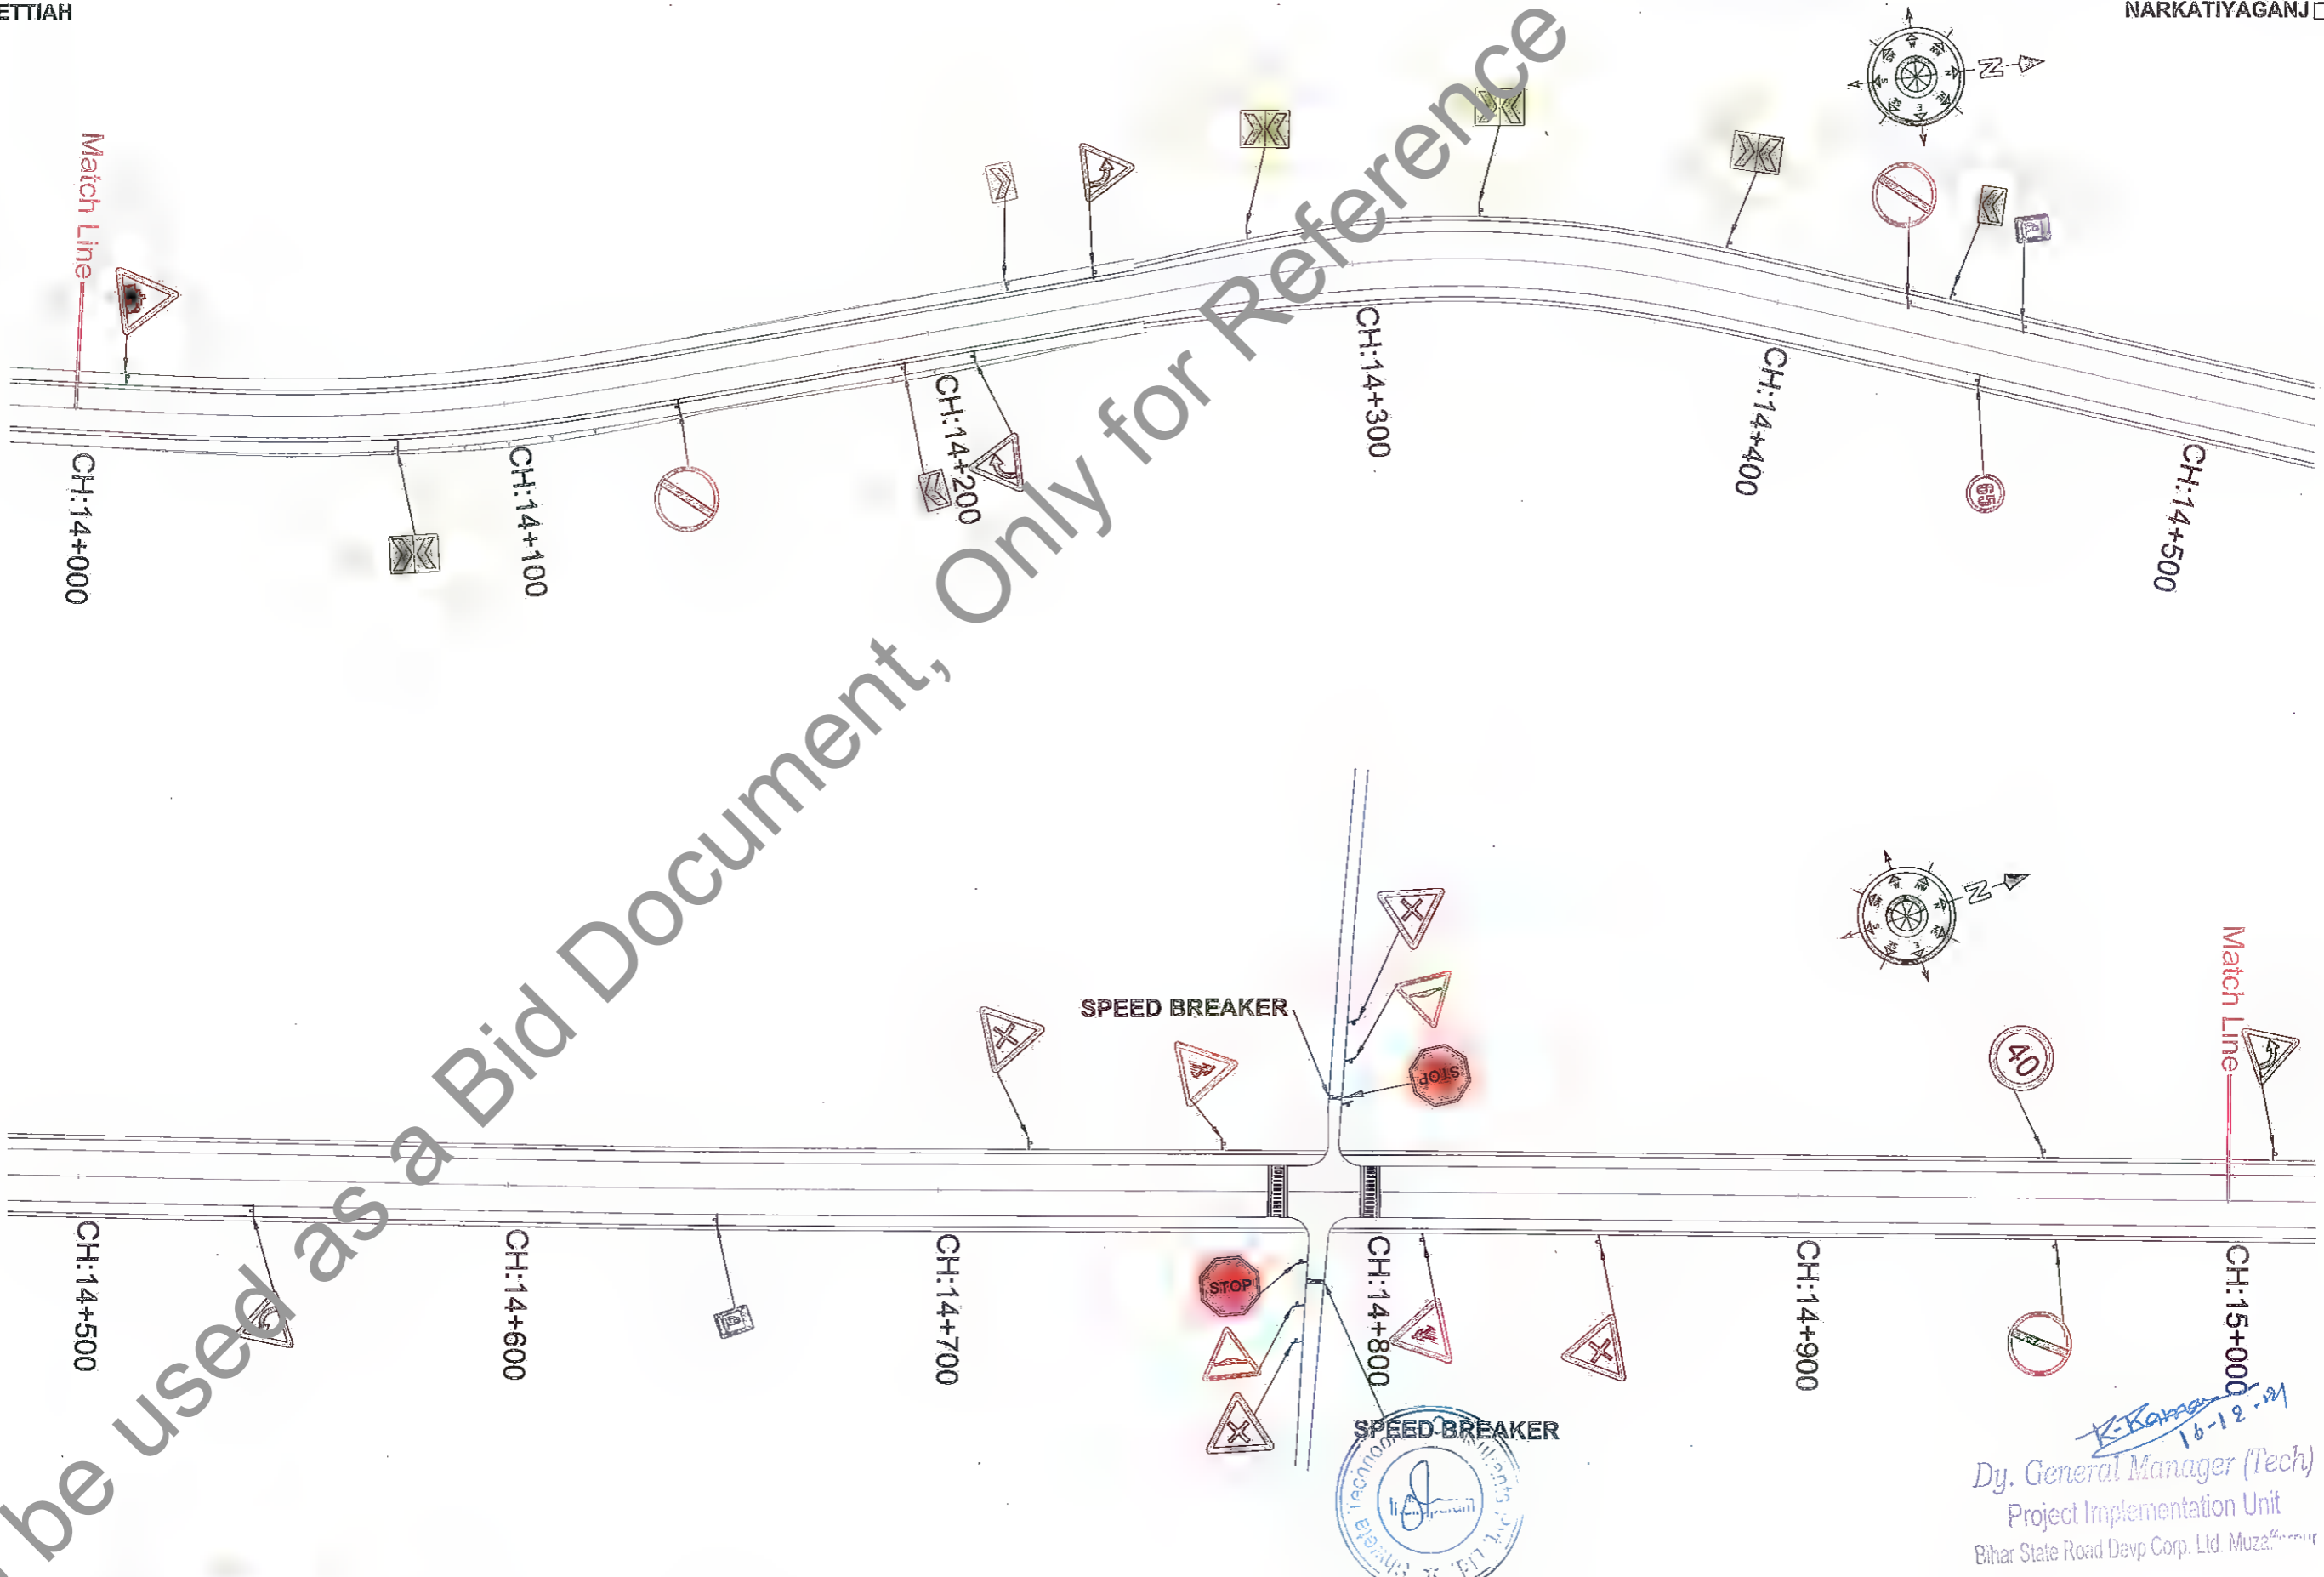 ETTIAH
NARKATIYAGANJ
N
Match Line
65
CH:14+000
CH:14+100
CH:14+200
CH:14+300
CH:14+400
CH:14+500
be used as a Bid Document, Only for Reference
N
Match Line
SPEED BREAKER
STOP
40
CH:14+500
CH:14+600
CH:14+700
CH:14+800
CH:14+900
CH:15+000
STOP
SPEED BREAKER
16-12-21
Dy. General Manager (Tech)
Project Implementation Unit
Bihar State Road Devp Corp. Ltd.